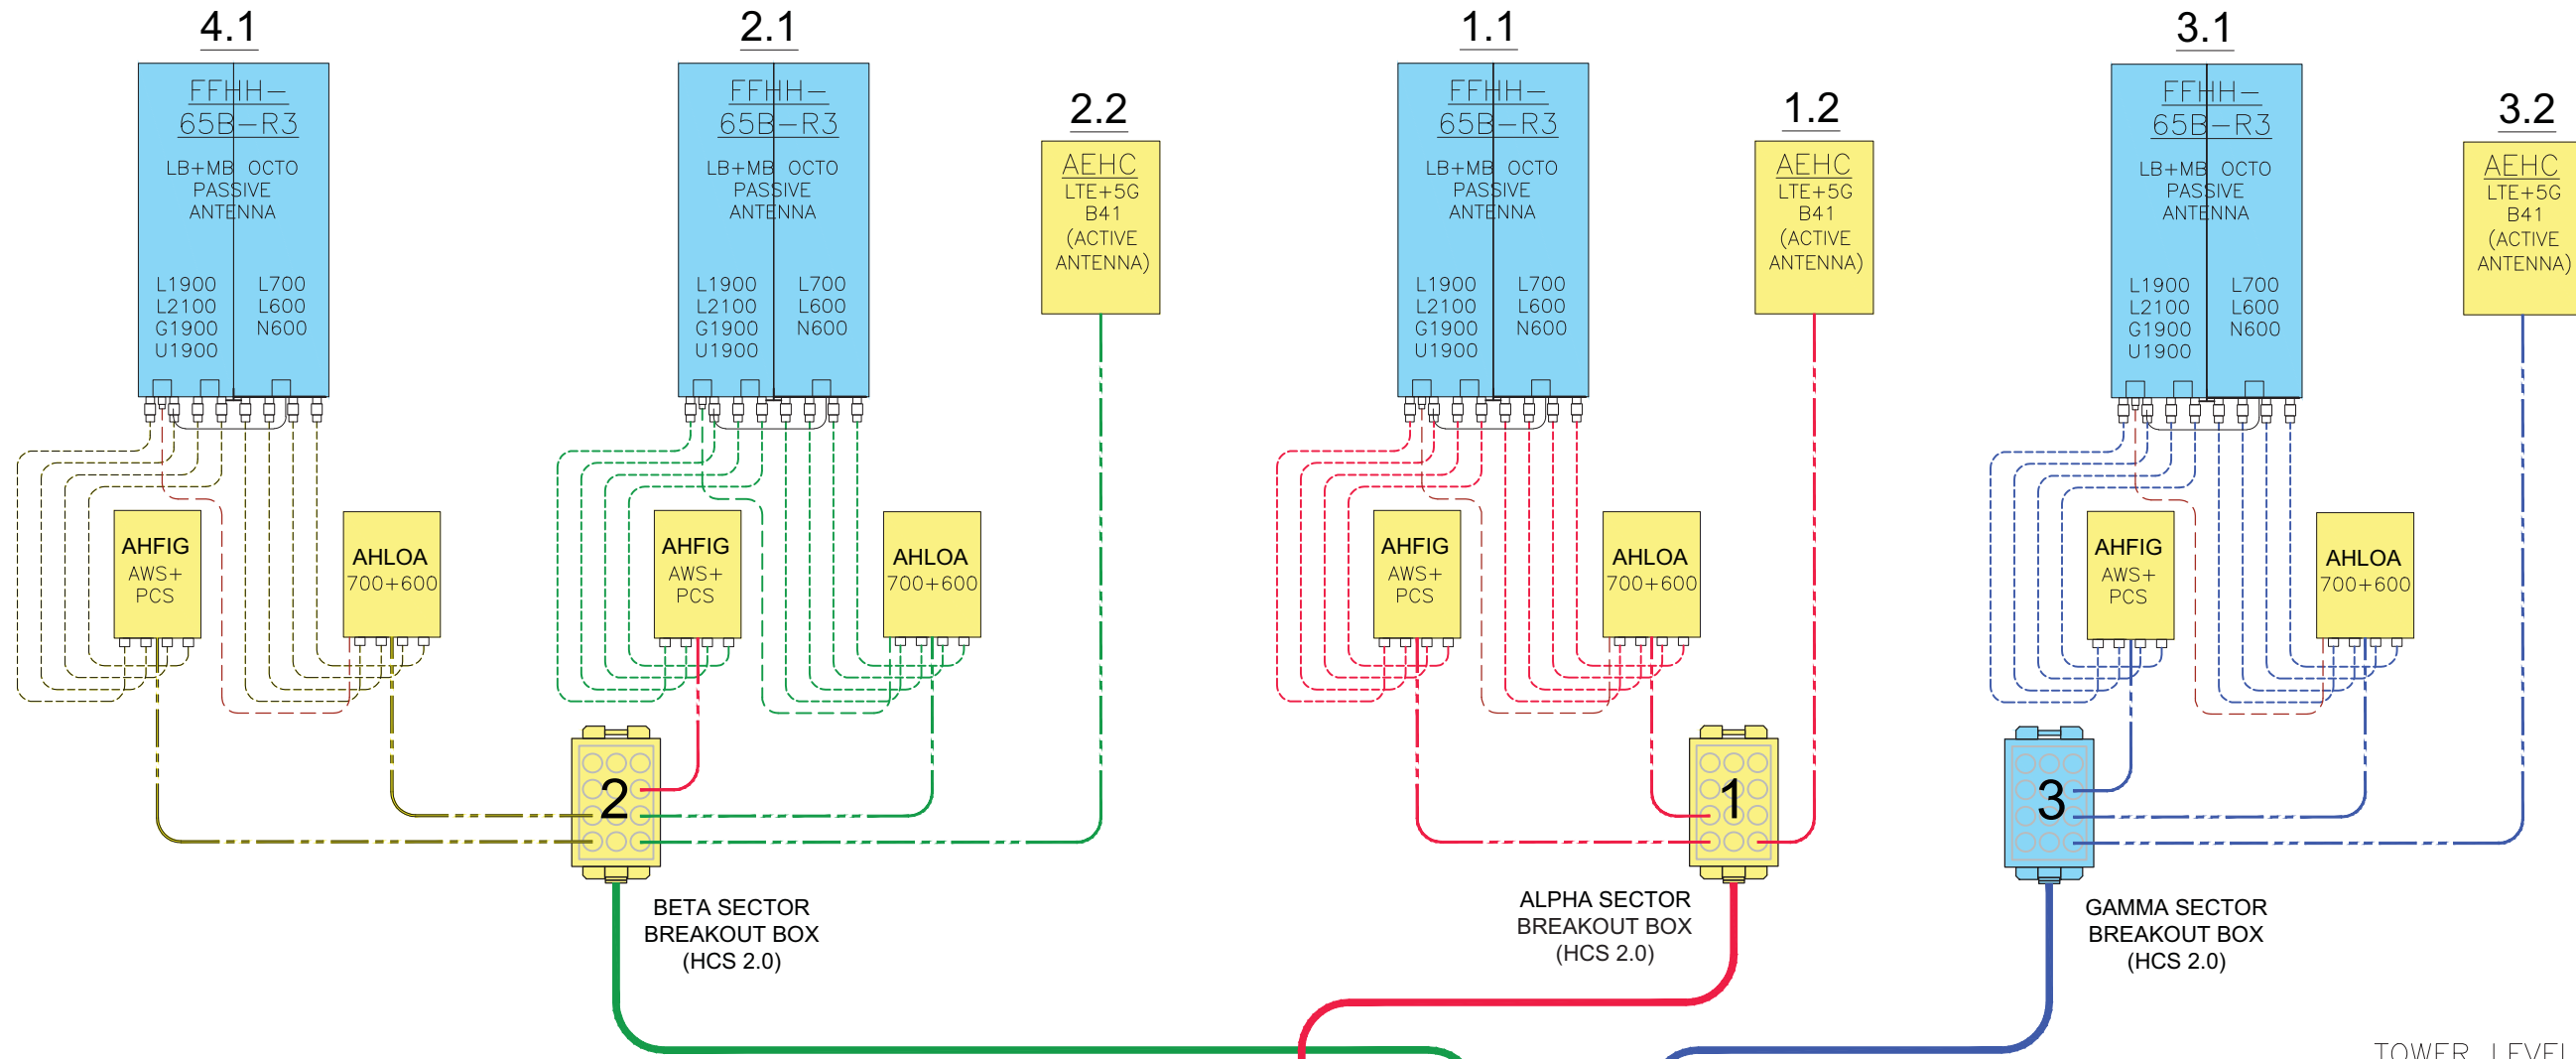 4.1
FFHH-
65B-R3
LB+MB OCTO
PASSIVE
ANTENNA
L1900
L2100
G1900
U1900
L700
L600
N600
AHFIG
AWS+
PCS
AHLOA
700+600
2.1
FFHH-
65B-R3
LB+MB OCTO
PASSIVE
ANTENNA
L1900
L2100
G1900
U1900
L700
L600
N600
AHFIG
AWS+
PCS
AHLOA
700+600
2.2
AEHC
LTE+5G
B41
(ACTIVE
ANTENNA)
2
BETA SECTOR
BREAKOUT BOX
(HCS 2.0)
1.1
FFHH-
65B-R3
LB+MB OCTO
PASSIVE
ANTENNA
L1900
L2100
G1900
U1900
L700
L600
N600
AHFIG
AWS+
PCS
AHLOA
700+600
1.2
AEHC
LTE+5G
B41
(ACTIVE
ANTENNA)
1
ALPHA SECTOR
BREAKOUT BOX
(HCS 2.0)
3.1
FFHH-
65B-R3
LB+MB OCTO
PASSIVE
ANTENNA
L1900
L2100
G1900
U1900
L700
L600
N600
AHFIG
AWS+
PCS
AHLOA
700+600
3.2
AEHC
LTE+5G
B41
(ACTIVE
ANTENNA)
3
GAMMA SECTOR
BREAKOUT BOX
(HCS 2.0)
TOWER LEVEL